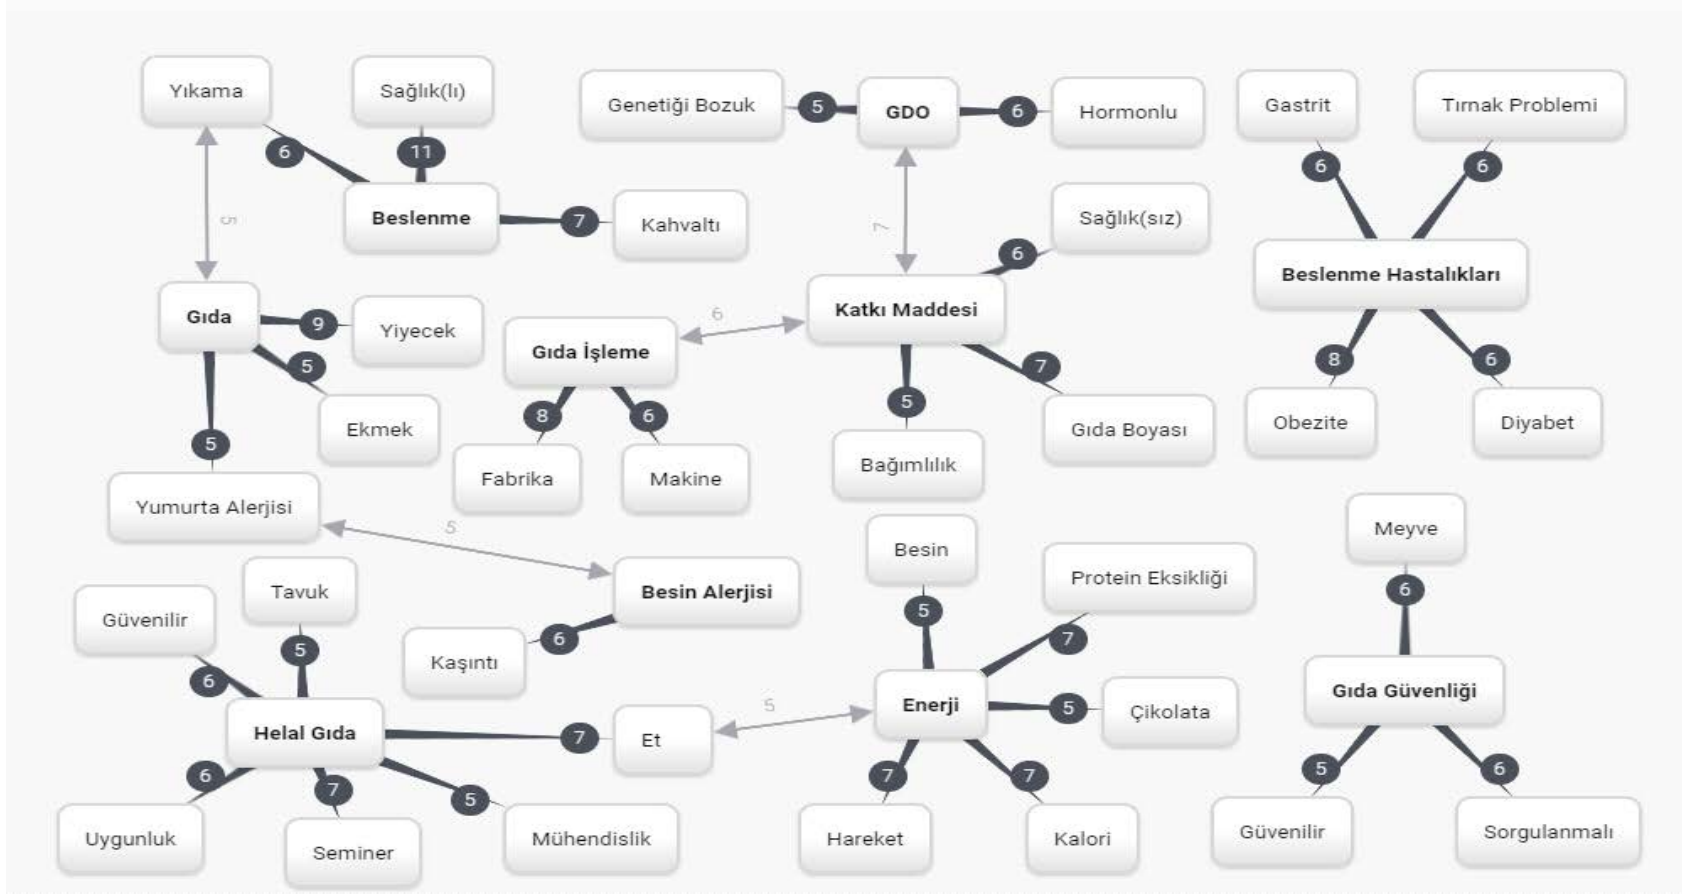 Yıkama
Sağlık(lı)
6
11
Beslenme
7
Kahvaltı
5
Gıda
9
Yiyecek
5
Ekmek
5
Yumurta Alerjisi
5
Besin Alerjisi
6
Kaşıntı
Genetiği Bozuk
5
GDO
6
Hormonlu
7
Sağlık(sız)
6
Katkı Maddesi
6
Gıda İşleme
8
Fabrika
6
Makine
5
Bağımlılık
7
Gıda Boyası
Gastrit
Tırnak Problemi
6
6
Beslenme Hastalıkları
8
6
Obezite
Diyabet
Güvenilir
Tavuk
6
5
Helal Gıda
7
Et
6
Uygunluk
7
Seminer
5
Mühendislik
5
Besin
5
Protein Eksikliği
7
Enerji
5
Çikolata
7
Hareket
7
Kalori
Meyve
6
Gıda Güvenliği
5
Güvenilir
6
Sorgulanmalı